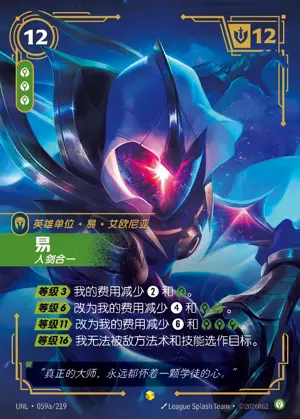 12
12
英雄单位·易·艾欧尼亚
易
人剑合一
等级 3 我的费用减少 2 和 。
等级 6 改为我的费用减少 4 和 。
等级 11 改为我的费用减少 6 和 。
等级 16 我无法被敌方法术和技能选作目标。
“真正的大师，永远都怀着一颗学徒的心。”
UNL · 059a/219
League Splash Team
©2026RGI